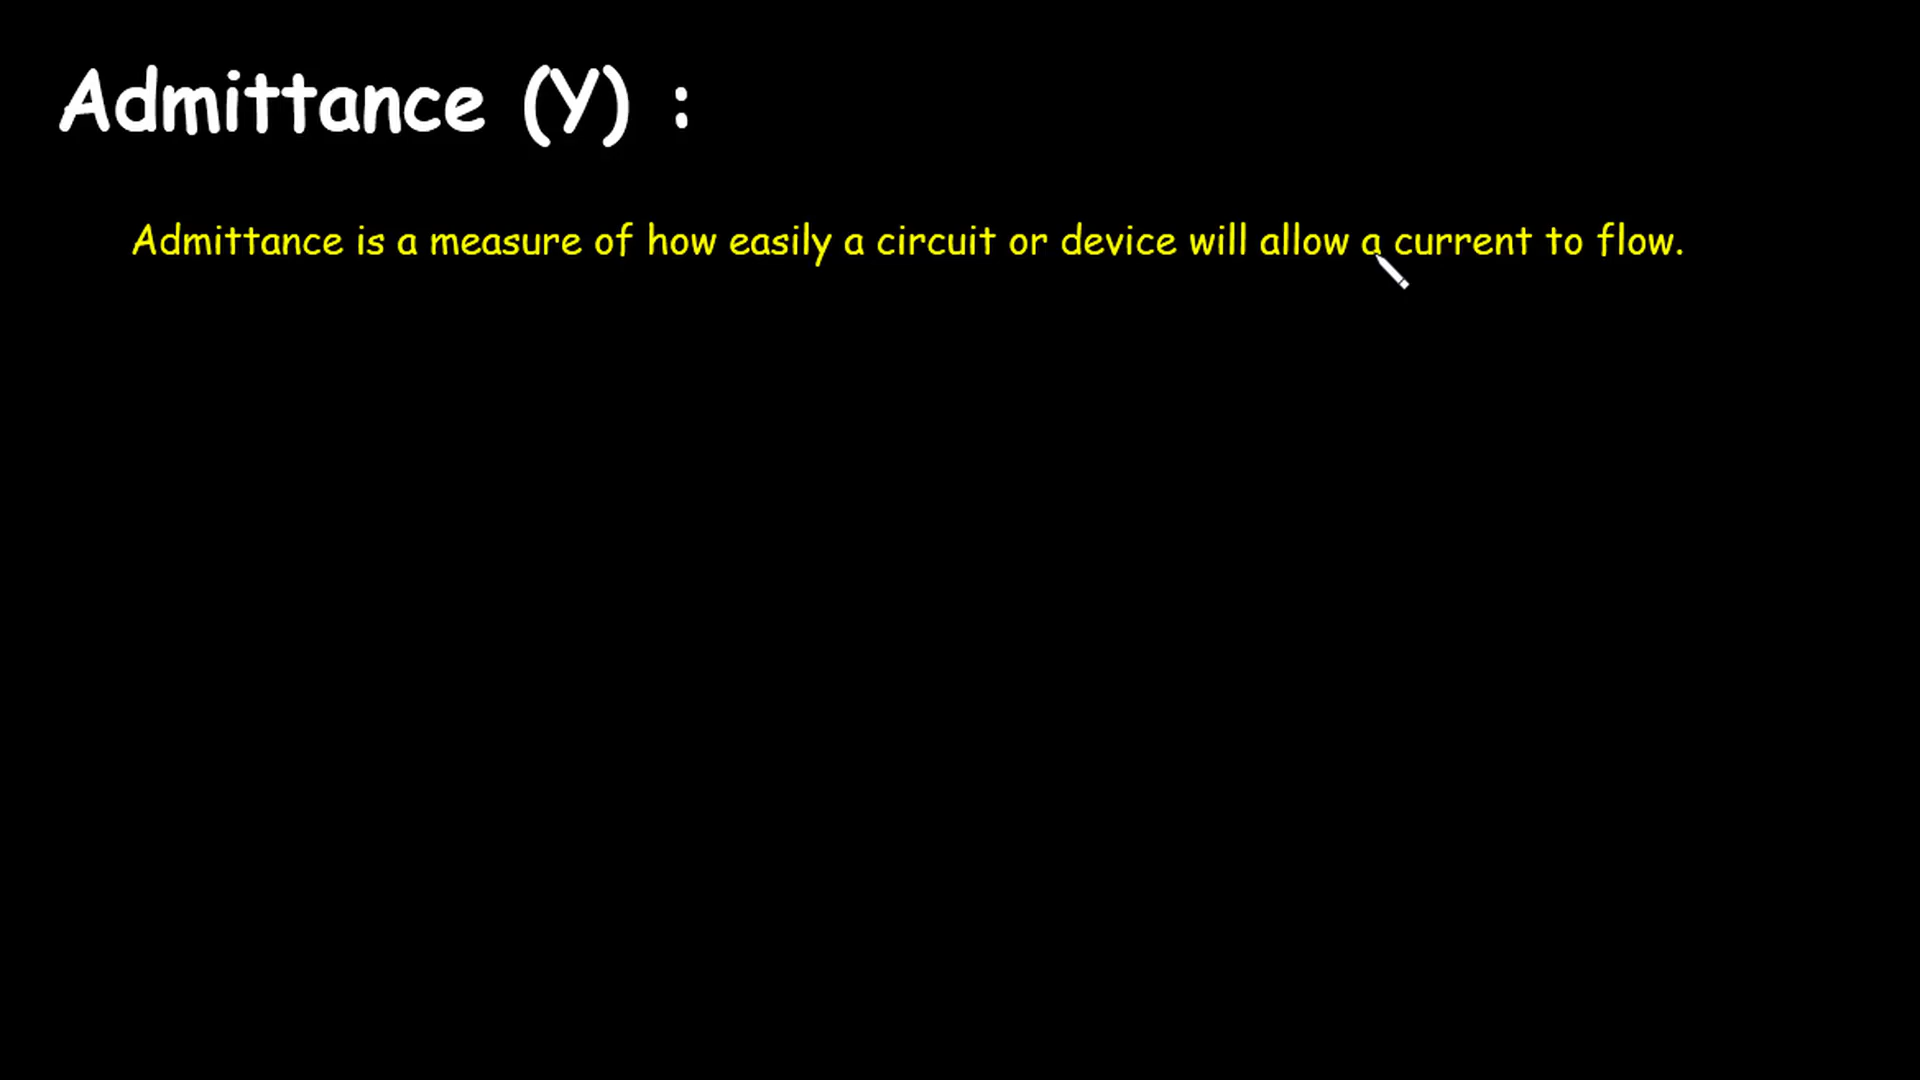 Admittance (Y) :
Admittance is a measure of how easily a circuit or device will allow a current to flow.